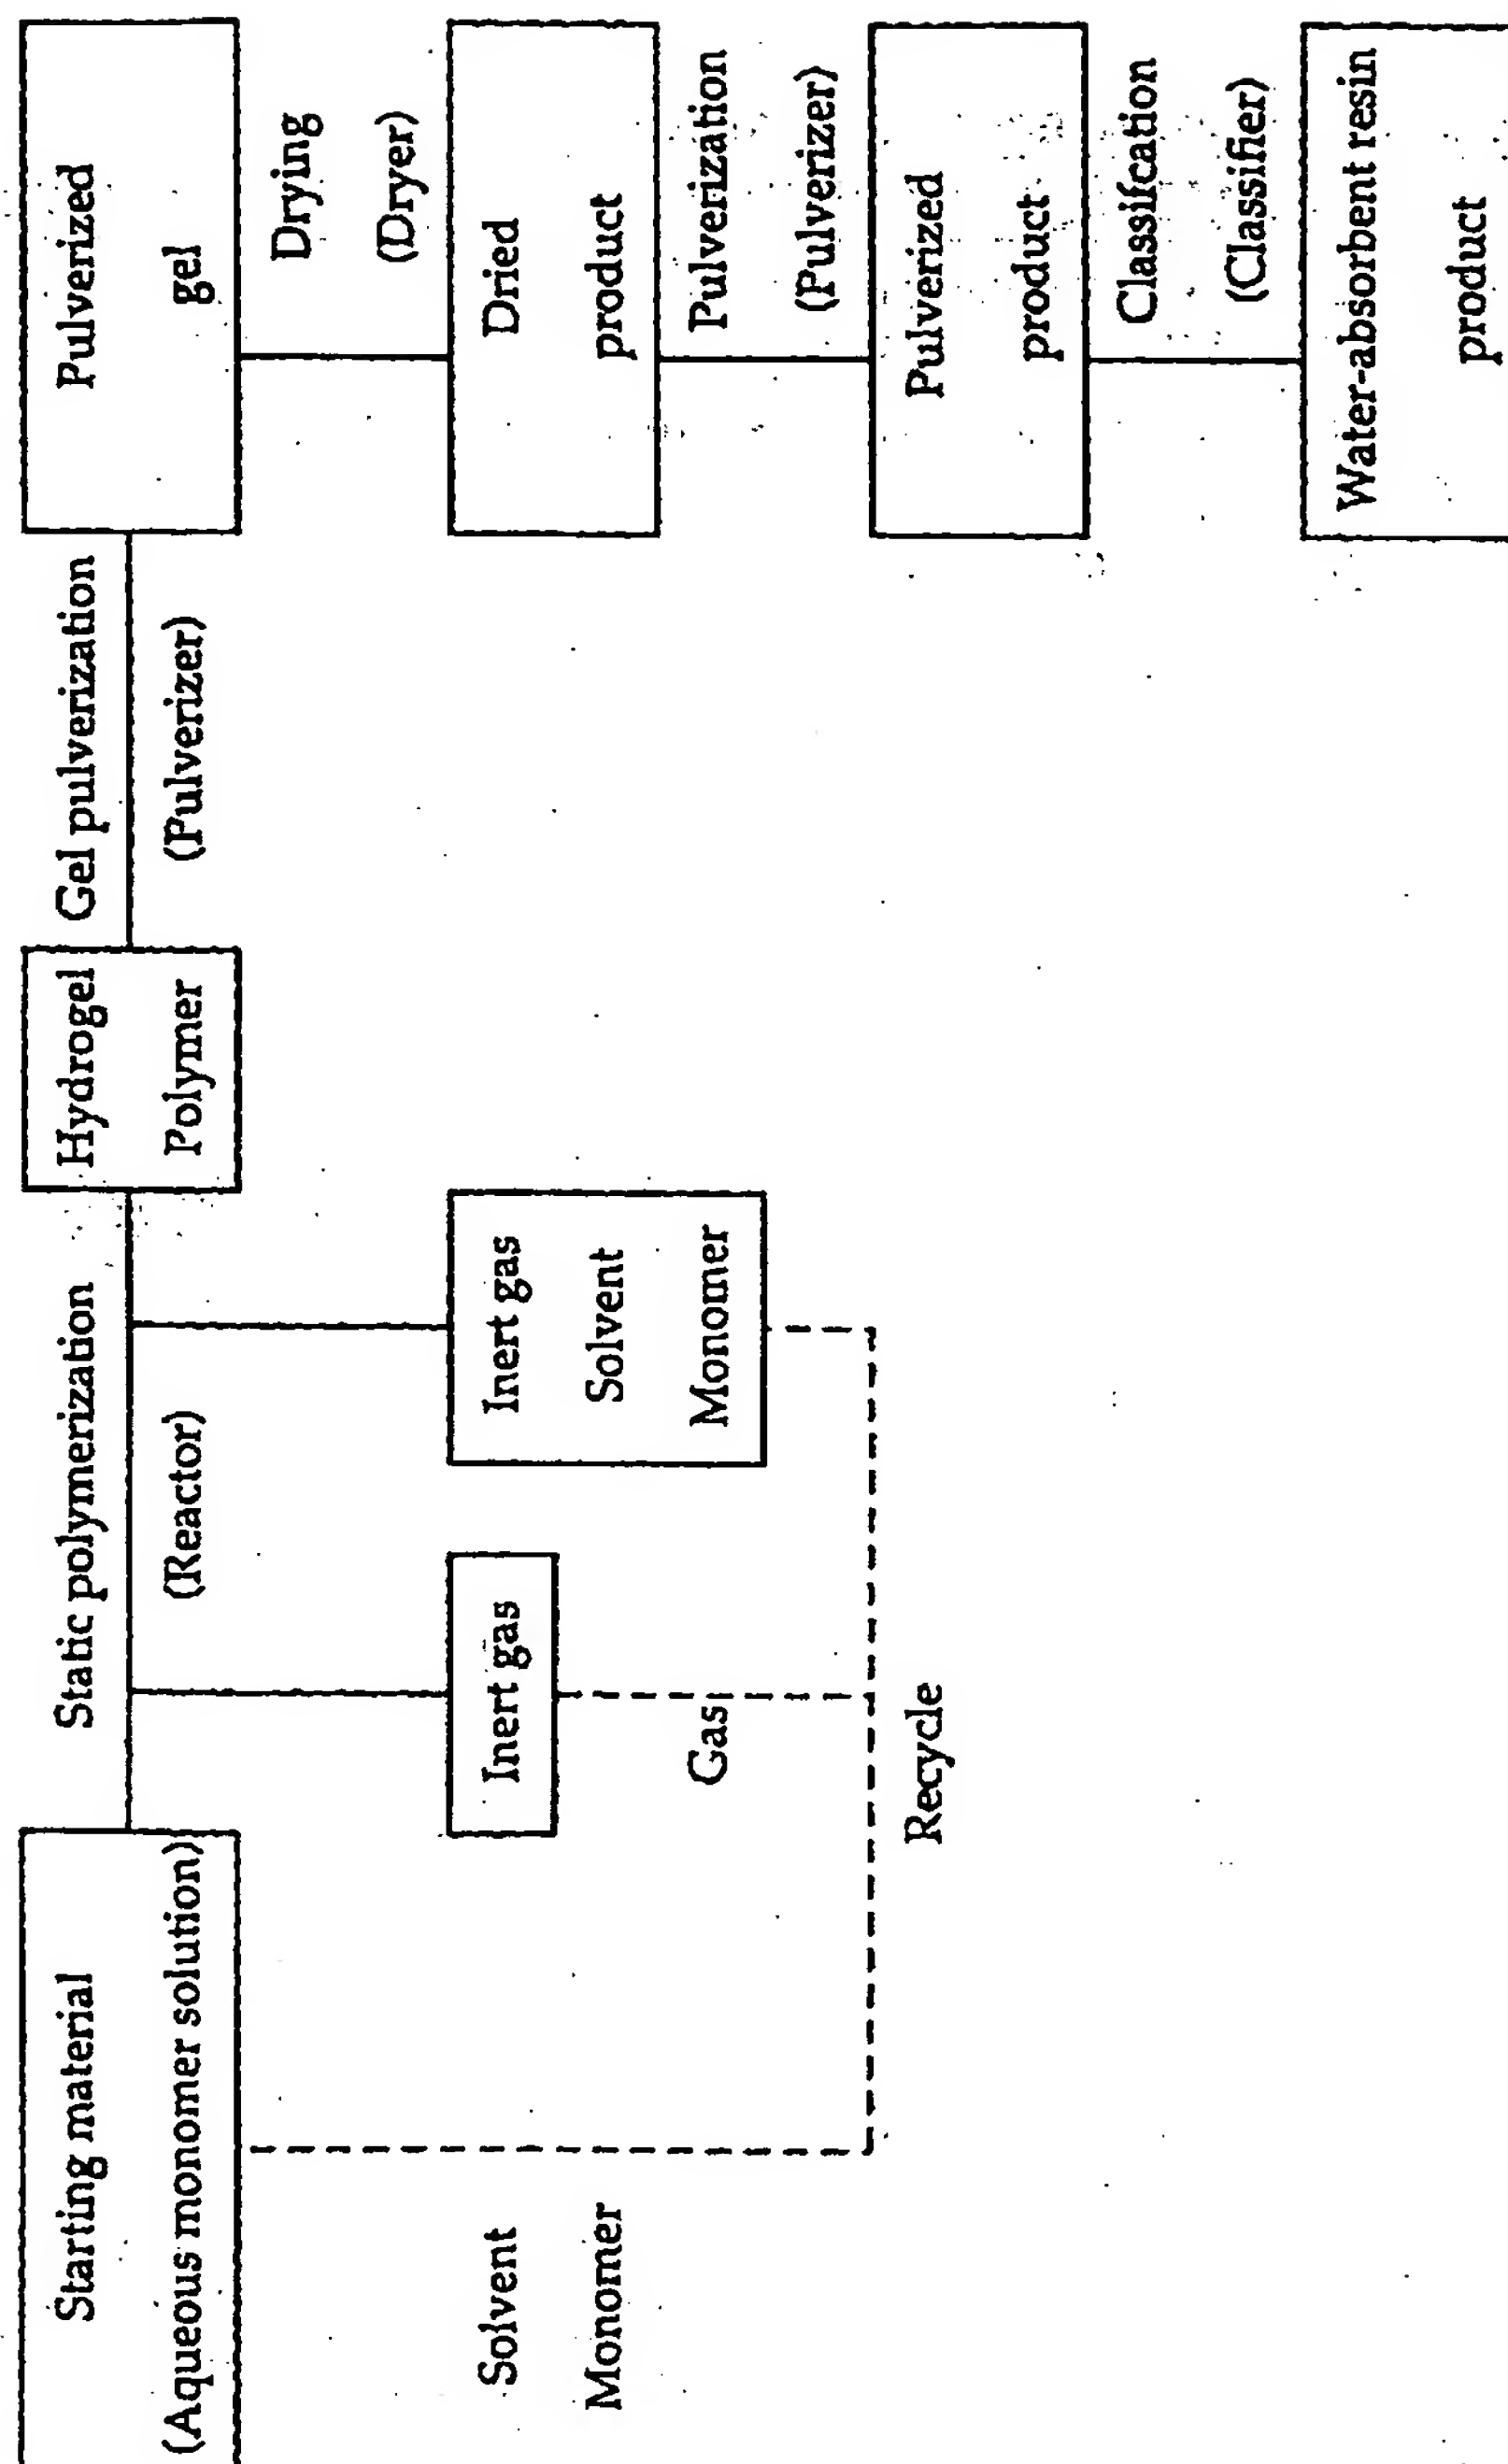 Starting material
(Aqueous monomer solution)
Static polymerization
(Reactor)
Hydrogel
Polymer
Gel pulverization
(Pulverizer)
Pulverized
gel
Drying
(Dryer)
Solvent
Monomer
Inert gas
Gas
Inert gas
Solvent
Monomer
Recycle
Dried
product
Pulverization
(Pulverizer)
Pulverized
product
Classifcation
(Classifier)
Water-absorbent resin
product